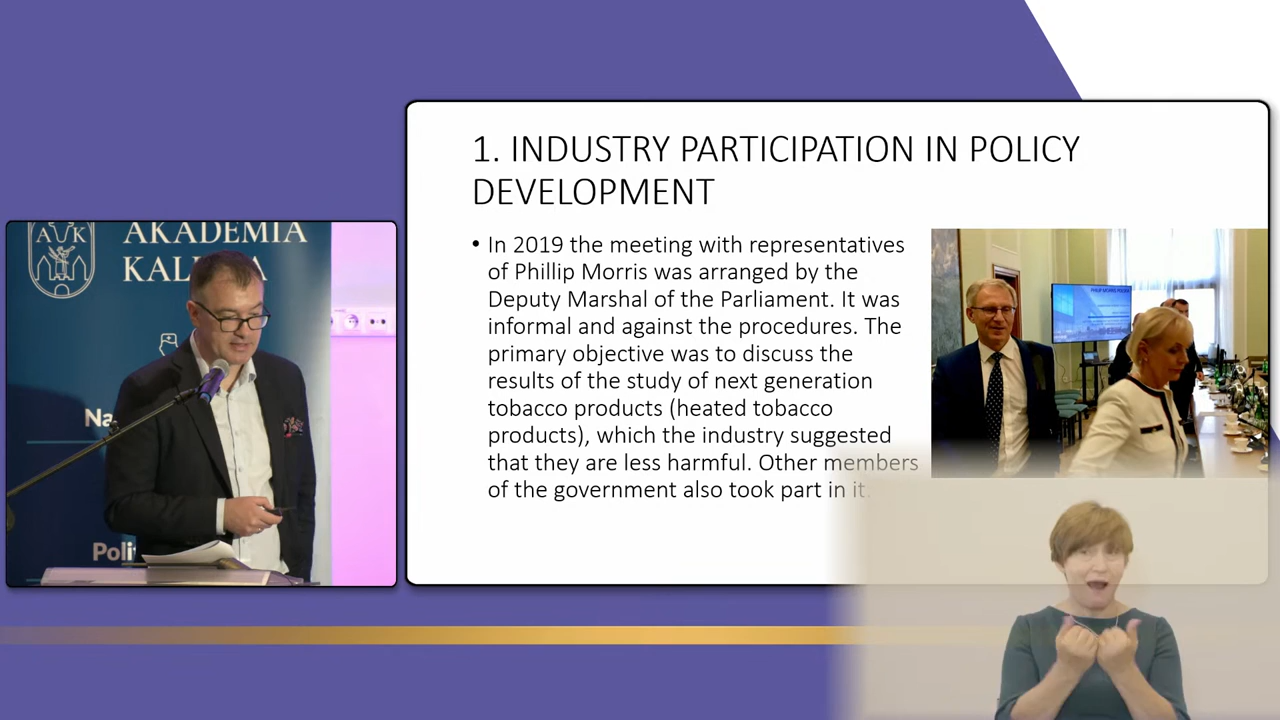 A K
AKADEMIA
1. INDUSTRY PARTICIPATION IN POLICY
DEVELOPMENT
• In 2019 the meeting with representatives
of Phillip Morris was arranged by the
Deputy Marshal of the Parliament. It was
informal and against the procedures. The
primary objective was to discuss the
results of the study of next generation
tobacco products (heated tobacco
products), which the industry suggested
that they are less harmful. Other members
of the government also took part in it.